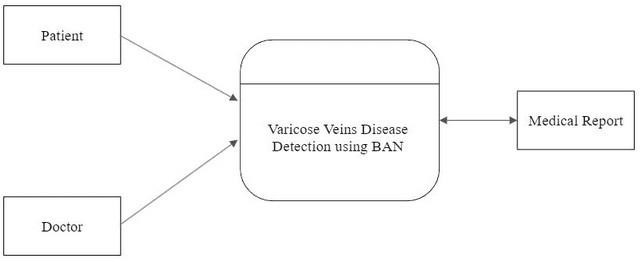 Patient
Varicose Veins Disease
Detection using BAN
Medical Report
Doctor